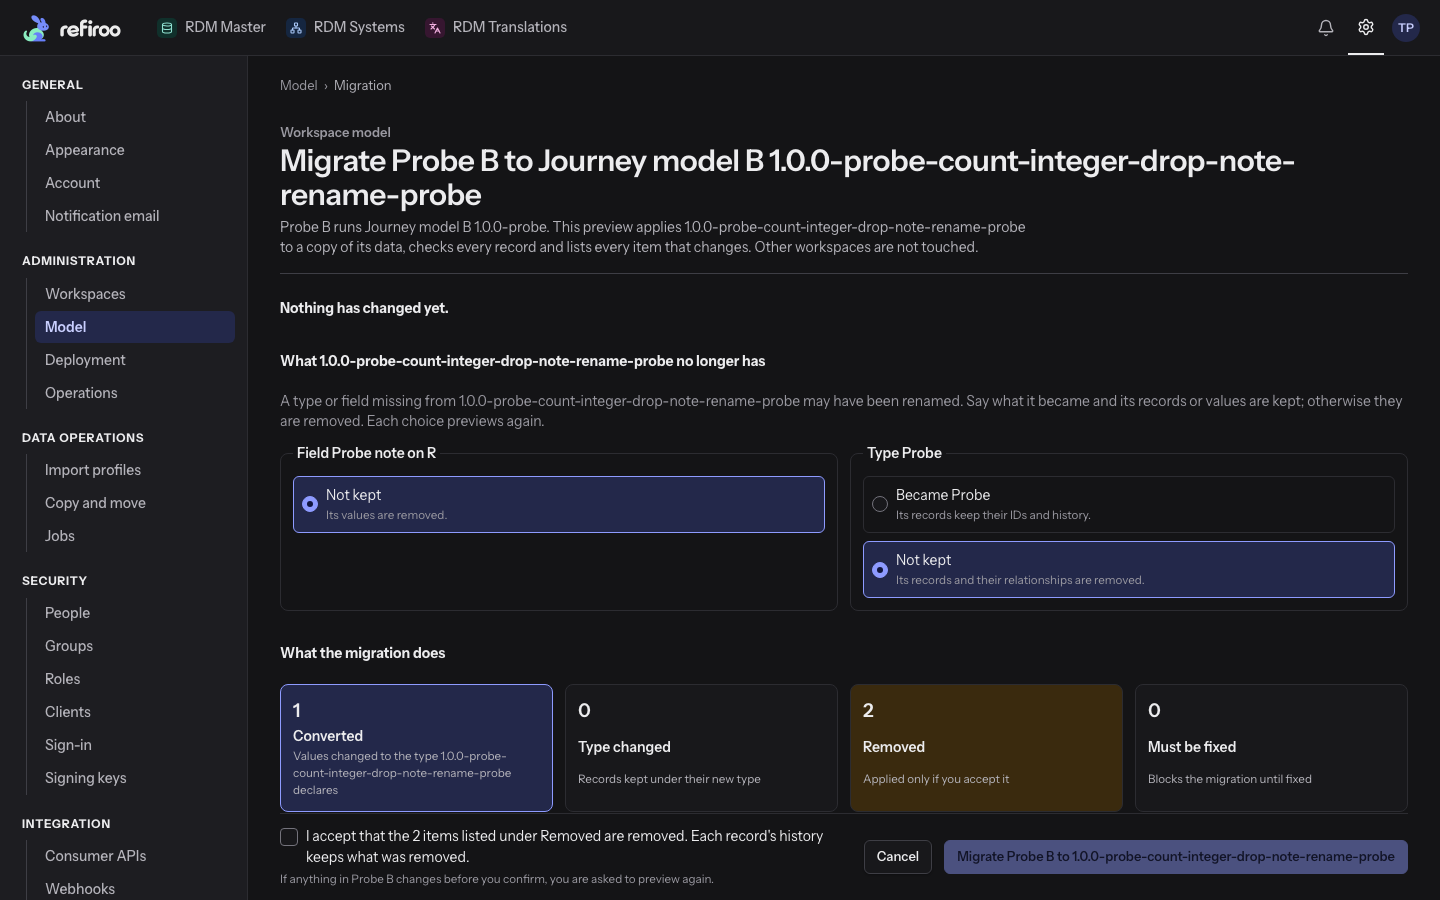 refiroo
RDM Master
RDM Systems
RDM Translations
TP
GENERAL
About
Appearance
Account
Notification email
ADMINISTRATION
Workspaces
Model
Deployment
Operations
DATA OPERATIONS
Import profiles
Copy and move
Jobs
SECURITY
People
Groups
Roles
Clients
Sign-in
Signing keys
INTEGRATION
Consumer APIs
Webhooks
Model › Migration
Workspace model
Migrate Probe B to Journey model B 1.0.0-probe-count-integer-drop-note-
rename-probe
Probe B runs Journey model B 1.0.0-probe. This preview applies 1.0.0-probe-count-integer-drop-note-rename-probe
to a copy of its data, checks every record and lists every item that changes. Other workspaces are not touched.
Nothing has changed yet.
What 1.0.0-probe-count-integer-drop-note-rename-probe no longer has
A type or field missing from 1.0.0-probe-count-integer-drop-note-rename-probe may have been renamed. Say what it became and its records or values are kept; otherwise they
are removed. Each choice previews again.
Field Probe note on R
Not kept
Its values are removed.
Type Probe
Became Probe
Its records keep their IDs and history.
Not kept
Its records and their relationships are removed.
What the migration does
1
Converted
Values changed to the type 1.0.0-probe-
count-integer-drop-note-rename-probe
declares
0
Type changed
Records kept under their new type
2
Removed
Applied only if you accept it
0
Must be fixed
Blocks the migration until fixed
I accept that the 2 items listed under Removed are removed. Each record's history
keeps what was removed.
If anything in Probe B changes before you confirm, you are asked to preview again.
Cancel
Migrate Probe B to 1.0.0-probe-count-integer-drop-note-rename-probe